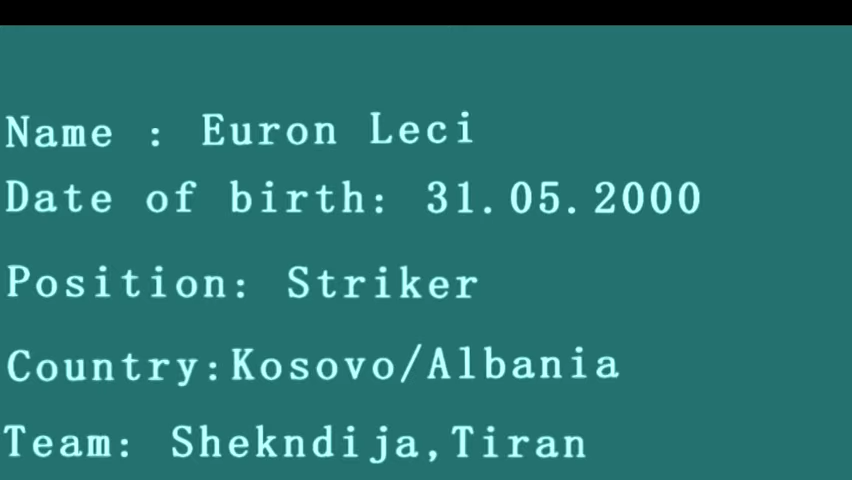 Name : Euron Leci
Date of birth: 31.05.2000
Position: Striker
Country:Kosovo/Albania
Team: Shekndija,Tiran